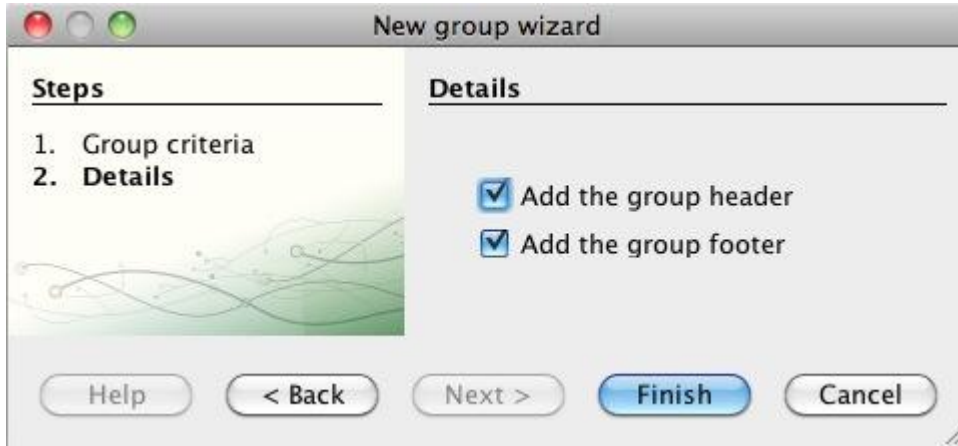 New group wizard
Steps
1. Group criteria
2. Details
Details
Add the group header
Add the group footer
Help
< Back
Next >
Finish
Cancel